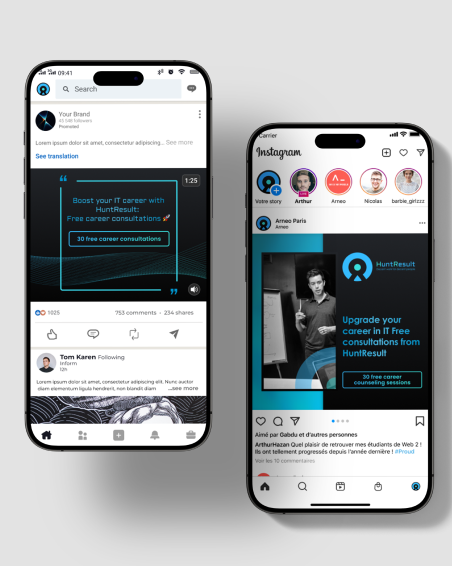 09:41
Search
Your Brand
43 248 followers
Promoted
Lorem ipsum dolor sit amet, consectetur adipiscing... See more
See translation
1:25
Boost your IT career with
HuntResult:
Free career consultations 🚀
30 free career consultations
1025
753 comments • 234 shares
Tom Karen Following
Inform
12h
Lorem ipsum dolor sit amet, consectetur adipiscing elit. Nunc auctor
diam elementum ligula hendrerit, non blandit diam ...see more
Carrier
Instagram
LIVE
Votre story Arthur Arneo Nicolas barbie_girlzzz
Arneo Paris
Arneo
HuntResult
Upgrade your
career in IT Free
consultations from
HuntResult
30 free career
counseling sessions
Aimé par Gabdu et d'autres personnes
ArthurHazan Quel plaisir de retrouver mes étudiants de Web 2 !
Ils ont tellement progressés depuis l'année dernière ! #Proud
Voir les 10 commentaires